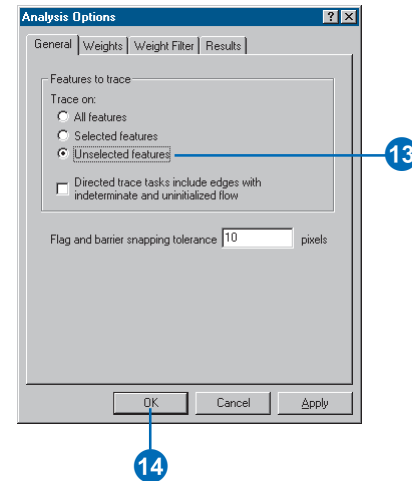 Analysis Options
General Weights Weight Filter Results
Features to trace
Trace on:
All features
Selected features
Unselected features
13
Directed trace tasks include edges with
indeterminate and uninitialized flow
Flag and barrier snapping tolerance 10 pixels
OK Cancel Apply
14